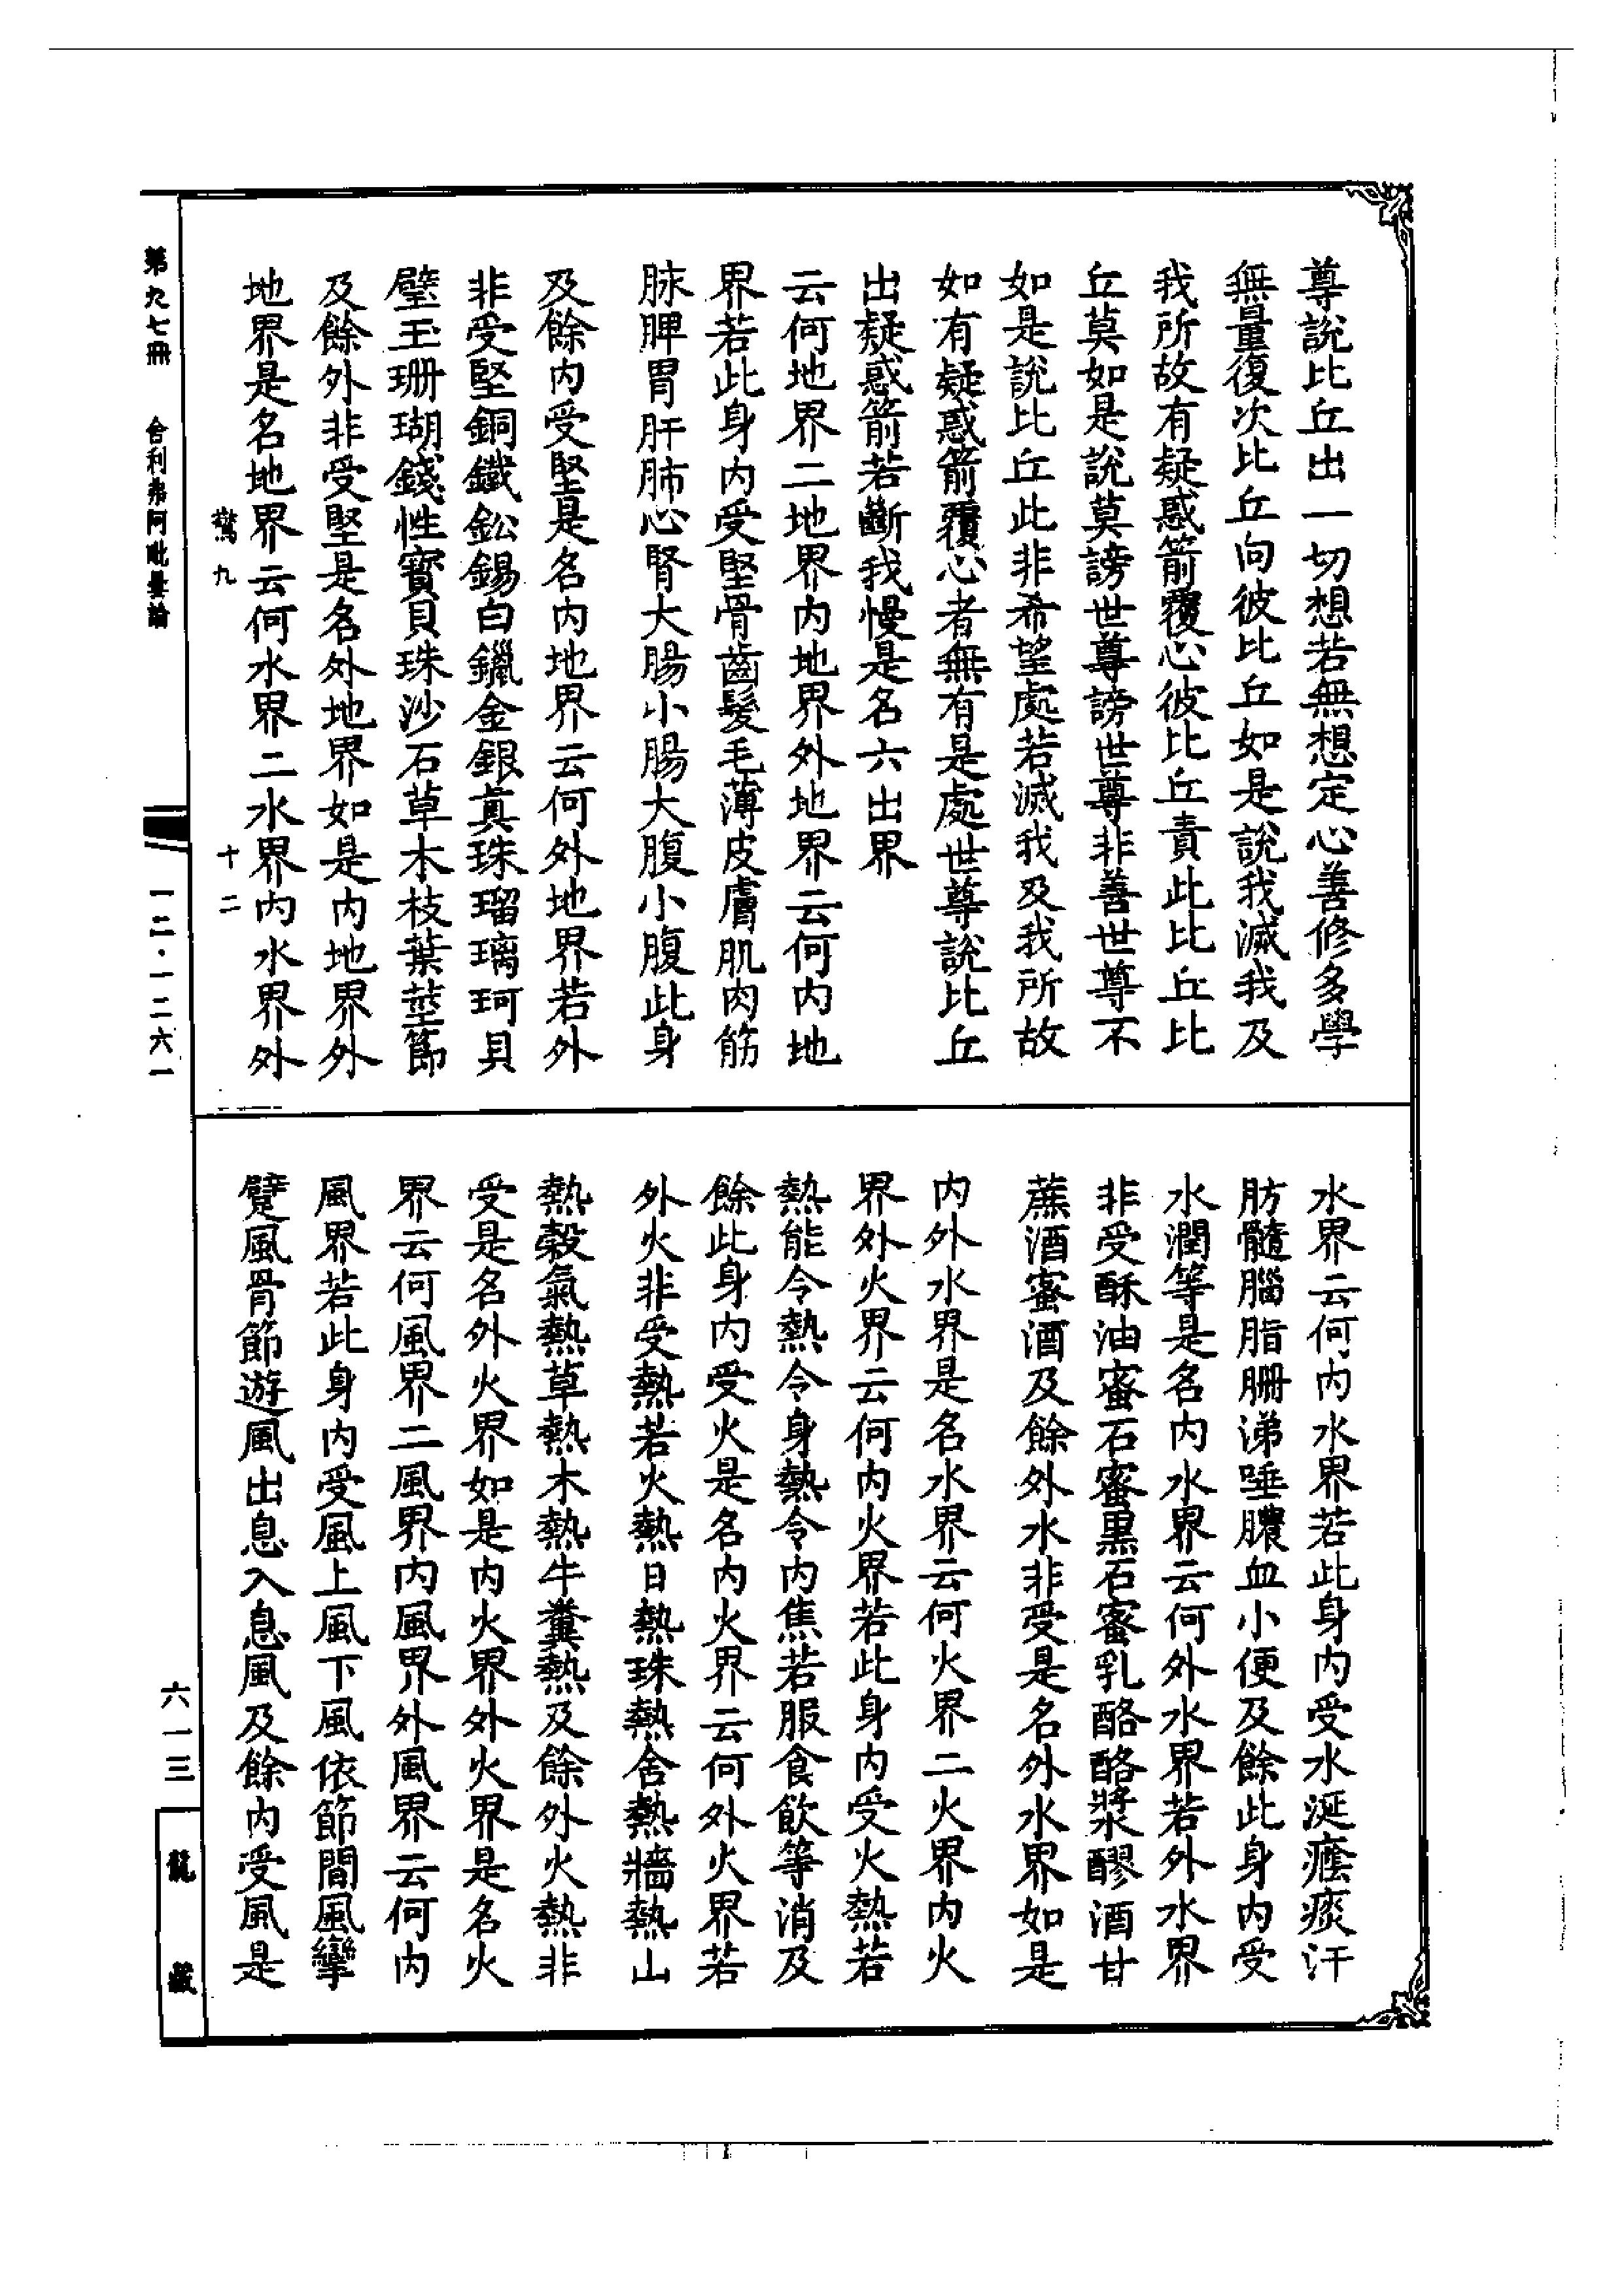 尊說比丘出一切想若無想定心善修多學
無量復次比丘向彼比丘如是說我滅我及
我所故有疑惑箭覆心彼比丘責此比丘比
丘莫如是說莫謗世尊謗世尊非善世尊不
如是說比丘此非希望處若滅我及我所故
如有疑惑箭覆心者無有是處世尊說比丘
出疑惑箭若斷我慢是名六出界
云何地界二地界內地界外地界云何內地
界若此身內受堅骨齒髮毛薄皮膚肌肉筋
脉脾胃肝肺心腎大腸小腸大腹小腹此身
及餘內受堅是名內地界云何外地界若外
非受堅銅鐵鈆錫白鑞金銀真珠瑠璃珂貝
璧玉珊瑚錢性寶貝珠沙石草木枝葉莖節
及餘外非受堅是名外地界如是內地界外
地界是名地界云何水界二水界內水界外
驚九 十二
水界云何內水界若此身內受水涎癊痰汗
肪髓腦脂𦙱涕唾膿血小便及餘此身內受
水潤等是名內水界云何外水界若外水界
非受酥油蜜石蜜黑石蜜乳酪酪漿醪酒甘
蔗酒蜜酒及餘外水非受是名外水界如是
內外水界是名水界云何火界二火界內火
界外火界云何內火界若此身內受火熱若
熱能令熱令身熱令內焦若服食飲等消及
餘此身內受火是名內火界云何外火界若
外火非受熱若火熱日熱珠熱舍熱牆熱山
熱穀氣熱草熱木熱牛糞熱及餘外火熱非
受是名外火界如是內火界外火界是名火
界云何風界二風界內風界外風界云何內
風界若此身內受風上風下風依節間風攣
躄風骨節遊風出息入息風及餘內受風是
第九七冊 舍利弗阿毗曇論 一二·一二六一 六一三 龍藏